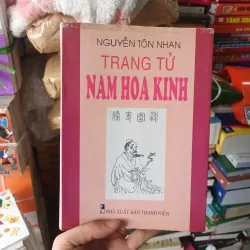 NGUYỄN TÔN NHAN
TRANG TỬ
NAM HOA KINH
NHÀ XUẤT BẢN THANH NIÊN